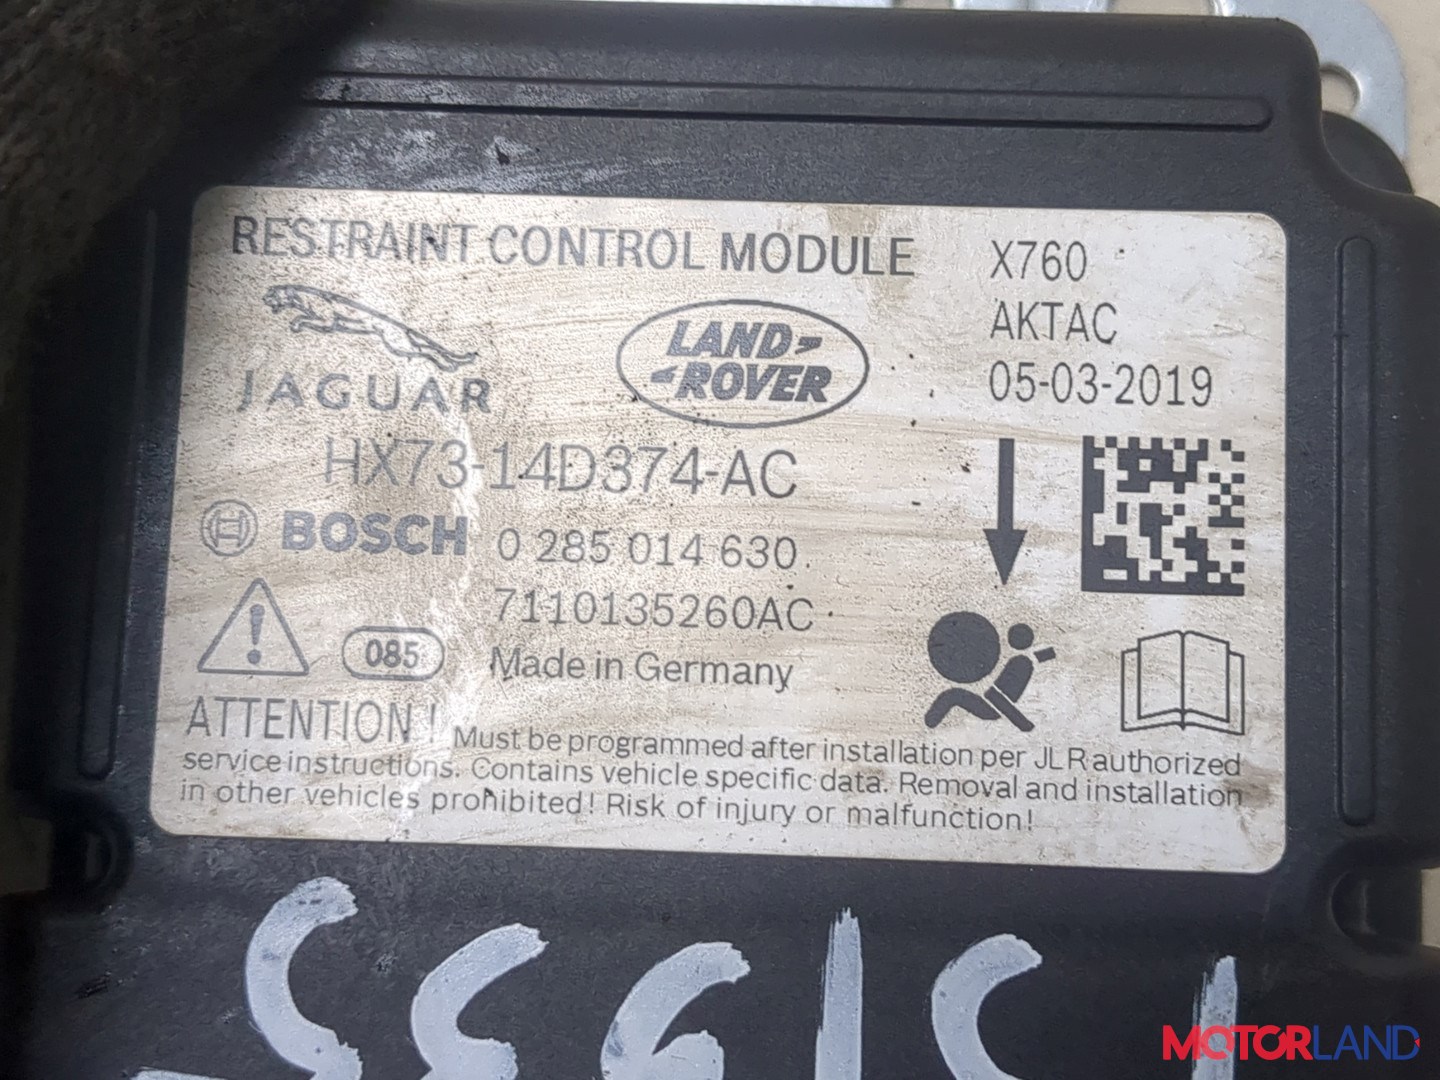 RESTRAINT CONTROL MODULE
X760
AKTAC
05-03-2019
JAGUAR
LAND
ROVER
HX73-14D374-AC
BOSCH 0 285 014 630
7110135260AC
085
Made in Germany
ATTENTION! Must be programmed after installation per JLR authorized
service instructions. Contains vehicle specific data. Removal and installation
in other vehicles prohibited! Risk of injury or malfunction!
MOTORLAND